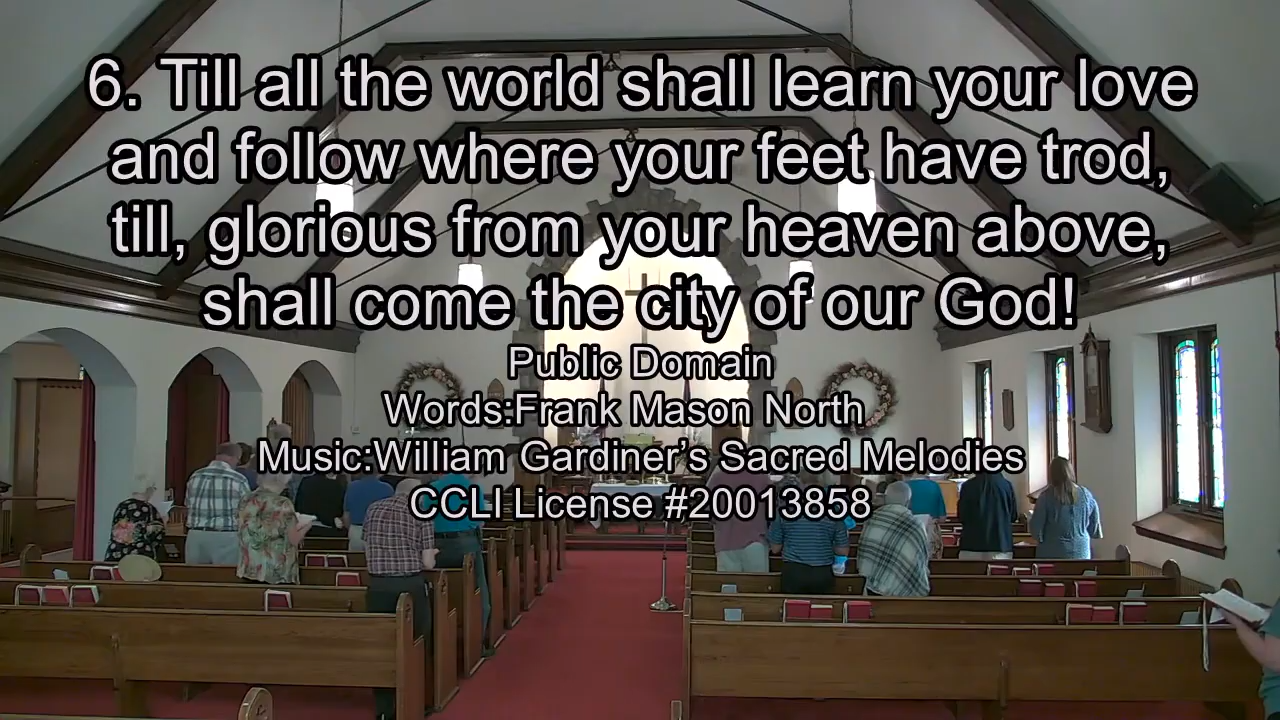 6. Till all the world shall learn your love
and follow where your feet have trod,
till, glorious from your heaven above,
shall come the city of our God!
Public Domain
Words:Frank Mason North
Music:William Gardiner’s Sacred Melodies
CCLI License #20013858